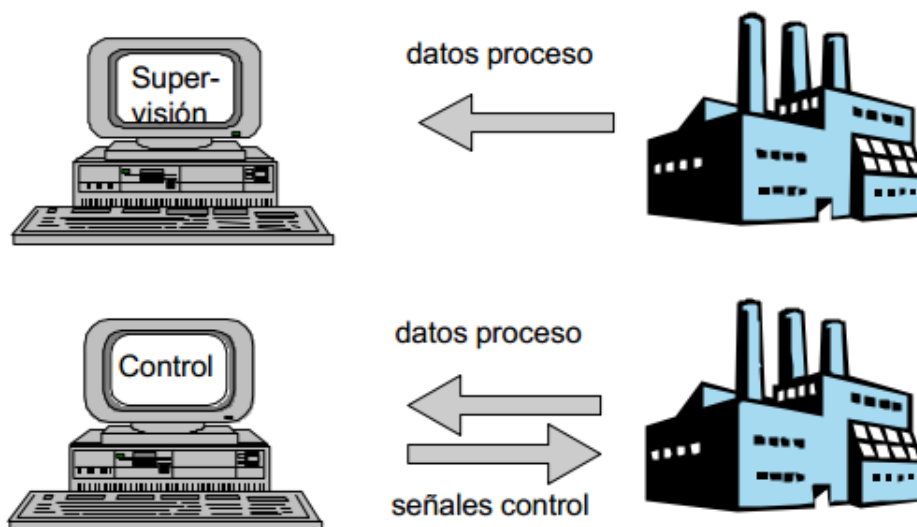 datos proceso
Super-
visión
datos proceso
Control
señales control